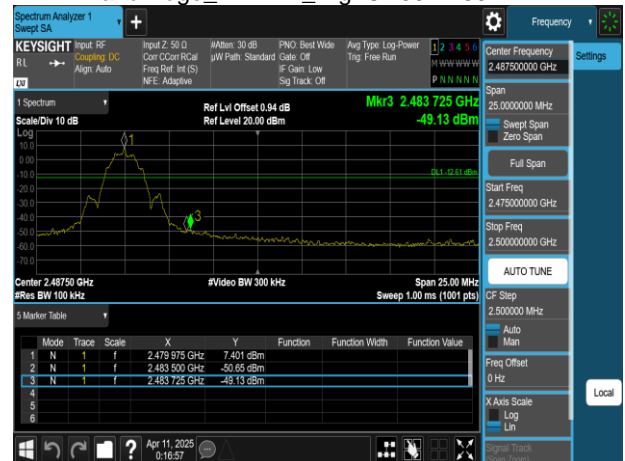 Spectrum Analyzer 1
Swept SA
Frequency
KEYSIGHT
R L
LXI
Input: RF
Coupling: DC
Align: Auto
Input Z: 50 Ω
Corr CCorr RCal
Freq Ref: Int (S)
NFE: Adaptive
#Atten: 30 dB
µW Path: Standard
PNO: Best Wide
Gate: Off
IF Gain: Low
Sig Track: Off
Avg Type: Log-Power
Trig: Free Run
1 2 3 4 5 6
M W W W W W
P N N N N N
1 Spectrum
Scale/Div 10 dB
Ref Lvl Offset 0.94 dB
Ref Level 20.00 dBm
Mkr3 2.483 725 GHz
-49.13 dBm
Log
10.0
0.00
-10.0
-20.0
-30.0
-40.0
-50.0
-60.0
-70.0
1
3
DL1 -12.61 dBm
Center 2.48750 GHz
#Res BW 100 kHz
#Video BW 300 kHz
Span 25.00 MHz
Sweep 1.00 ms (1001 pts)
5 Marker Table
Mode Trace Scale X Y Function Function Width Function Value
1 N 1 f 2.479 975 GHz 7.401 dBm
2 N 1 f 2.483 500 GHz -50.65 dBm
3 N 1 f 2.483 725 GHz -49.13 dBm
4
5
6
?
Apr 11, 2025
0:16:57
Center Frequency
2.487500000 GHz
Settings
Span
25.0000000 MHz
Swept Span
Zero Span
Full Span
Start Freq
2.475000000 GHz
Stop Freq
2.500000000 GHz
AUTO TUNE
CF Step
2.500000 MHz
Auto
Man
Freq Offset
0 Hz
X Axis Scale
Log
Lin
Local
Signal Track
(Span Zoom)